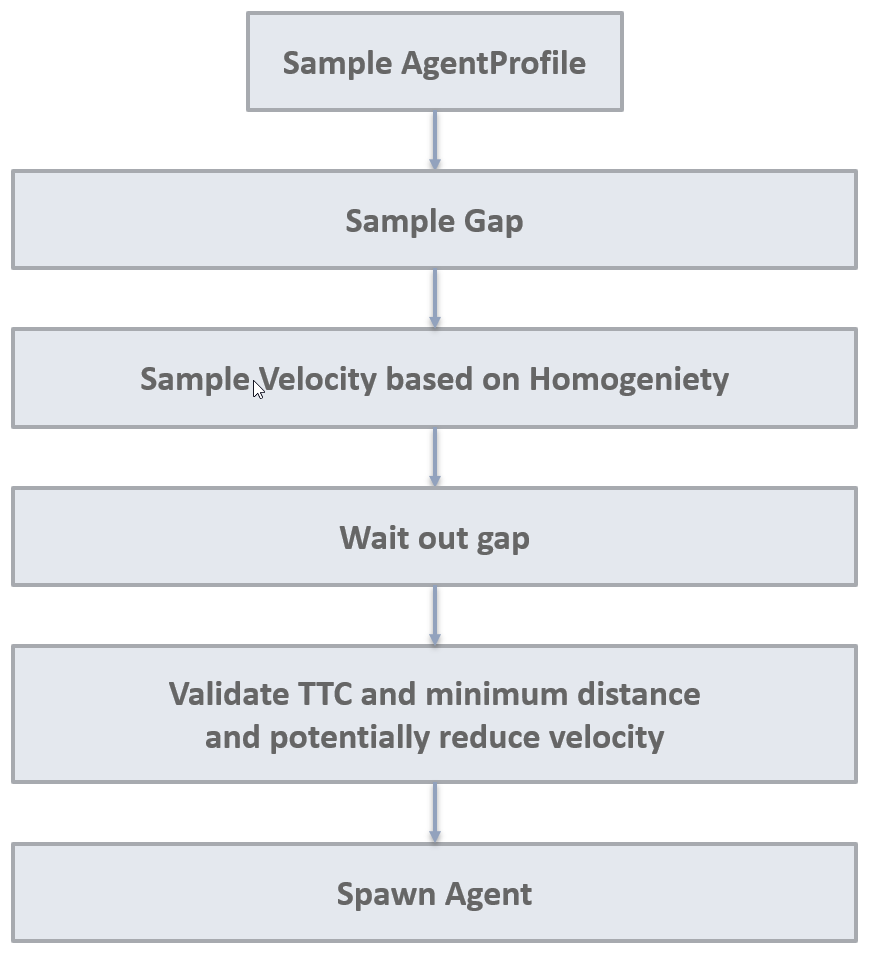 Sample AgentProfile
Sample Gap
Sample Velocity based on Homogeniety
Wait out gap
Validate TTC and minimum distance
and potentially reduce velocity
Spawn Agent